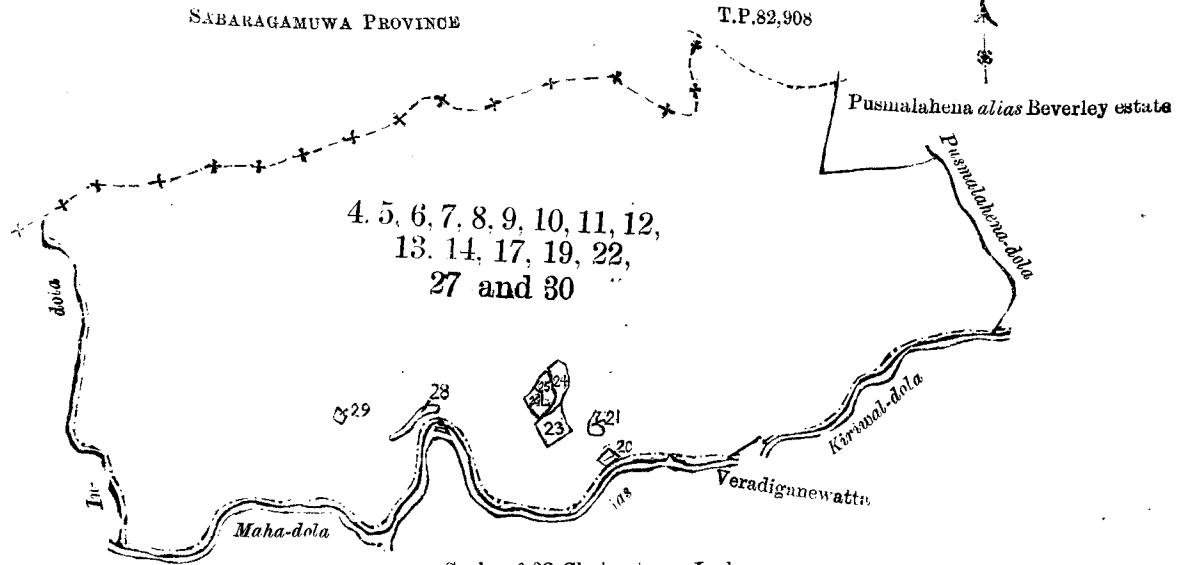 SABARAGAMUWA PROVINCE
T.P.82,908
Pusmalahena alias Beverley estate
Pusmalahena-dola
4. 5, 6, 7, 8, 9, 10, 11, 12,
13. 14, 17, 19, 22,
27 and 30
dola
28
29
25
24
23
21
20
Kiriwal-dola
Veradiganewatta
ias
Maha-dola